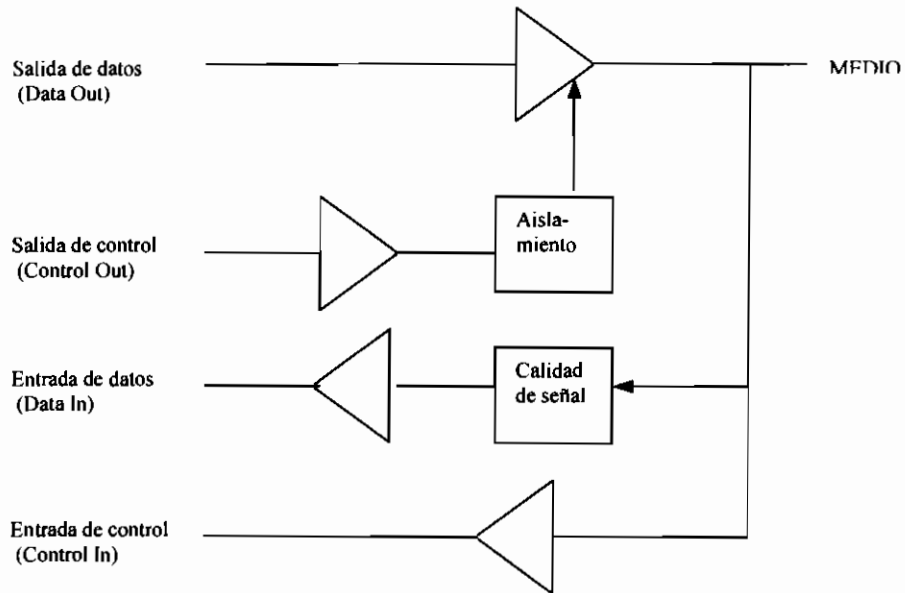 Salida de datos
(Data Out)
MEDIO
Aisla-
miento
Salida de control
(Control Out)
Entrada de datos
(Data In)
Calidad
de señal
Entrada de control
(Control In)